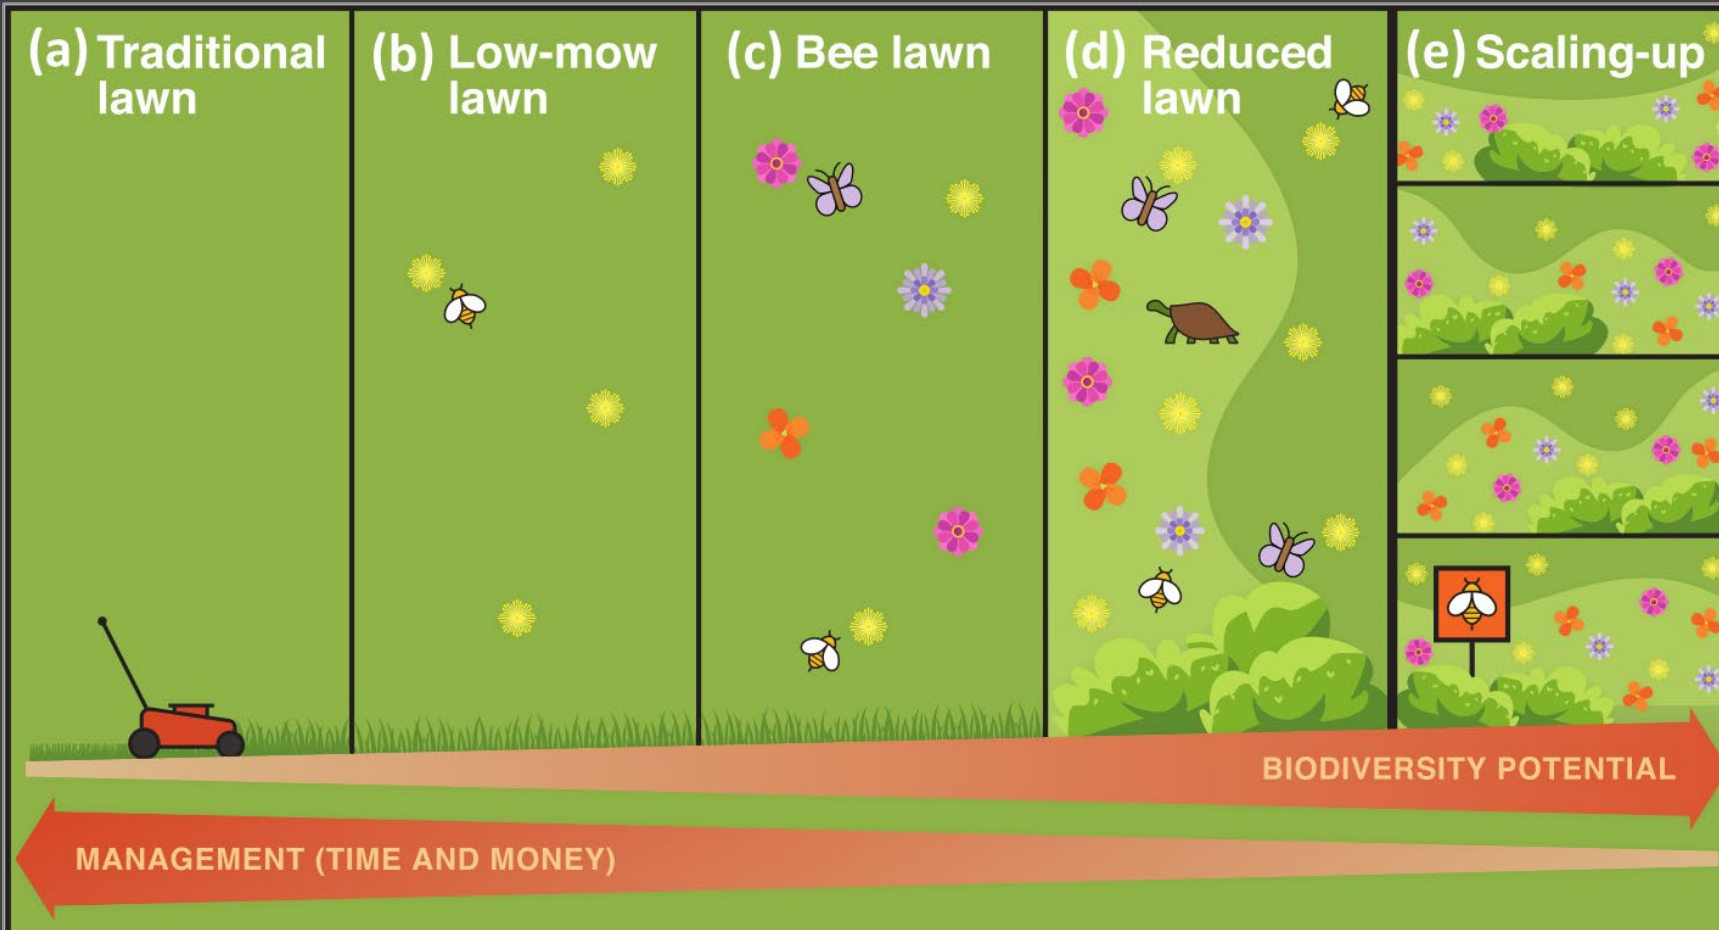 (a) Traditional
lawn
(b) Low-mow
lawn
(c) Bee lawn
(d) Reduced
lawn
(e) Scaling-up
BIODIVERSITY POTENTIAL
MANAGEMENT (TIME AND MONEY)